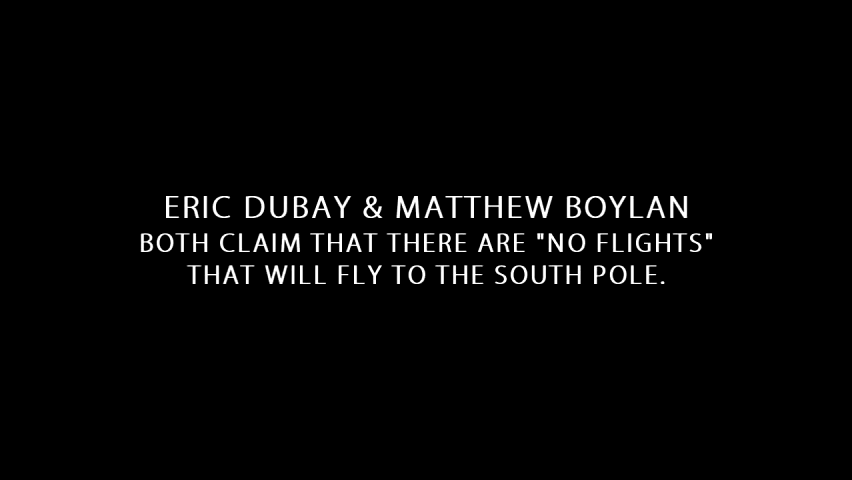 ERIC DUBAY & MATTHEW BOYLAN
BOTH CLAIM THAT THERE ARE "NO FLIGHTS"
THAT WILL FLY TO THE SOUTH POLE.